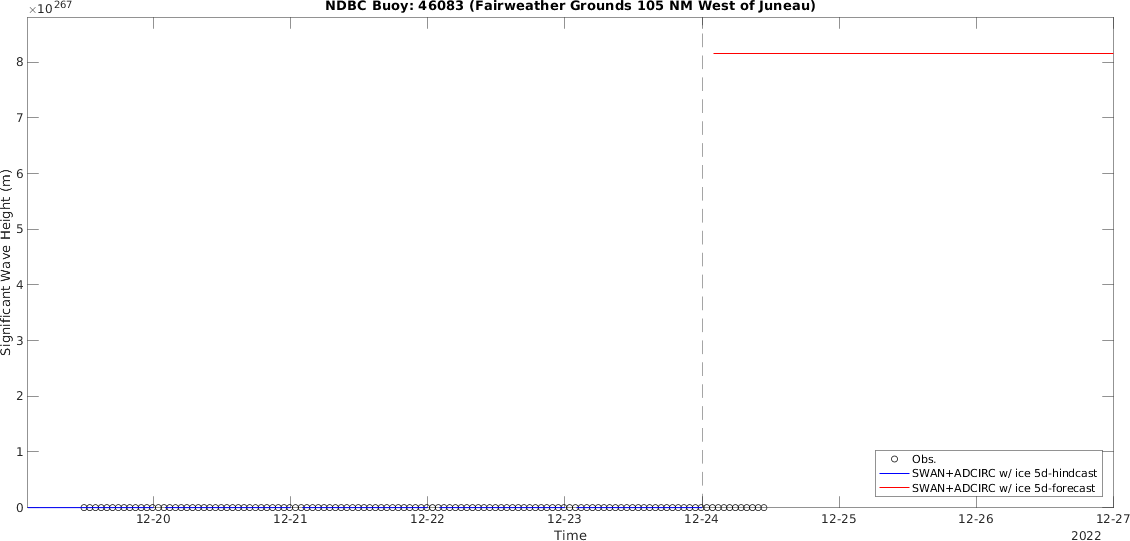 NDBC Buoy: 46083 (Fairweather Grounds 105 NM West of Juneau)
×10267
8
7
6
5
4
3
2
1
0
Significant Wave Height (m)
Obs.
SWAN+ADCIRC w/ ice 5d-hindcast
SWAN+ADCIRC w/ ice 5d-forecast
12-20 12-21 12-22 12-23 12-24 12-25 12-26 12-27
Time
2022